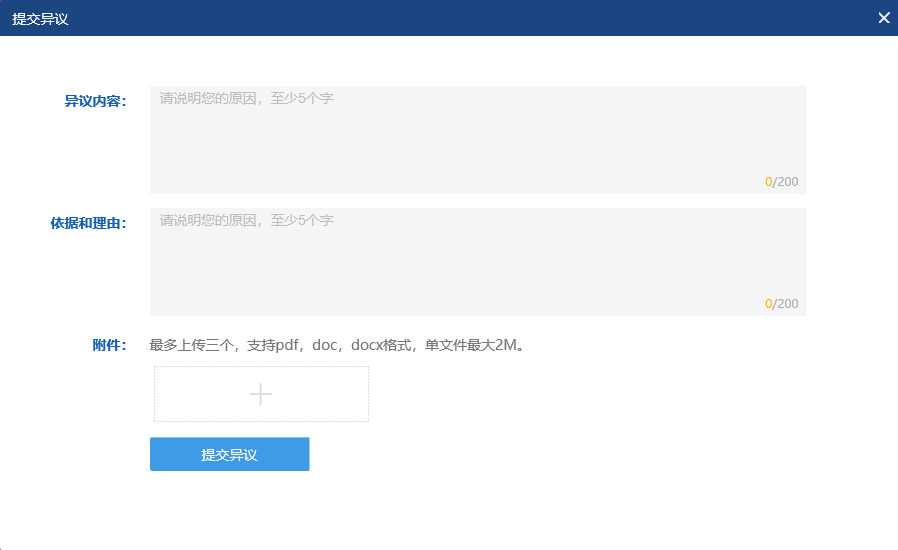 提交异议
异议内容：
请说明您的原因，至少5个字
0/200
依据和理由：
请说明您的原因，至少5个字
0/200
附件：
最多上传三个，支持pdf，doc，docx格式，单文件最大2M。
提交异议